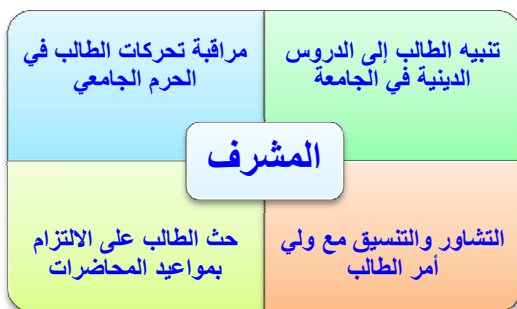 تنبيه الطالب إلى الدروس
الدينية في الجامعة
مراقبة تحركات الطالب في
الحرم الجامعي
المشرف
التشاور والتنسيق مع ولي
أمر الطالب
حث الطالب على الالتزام
بمواعيد المحاضرات